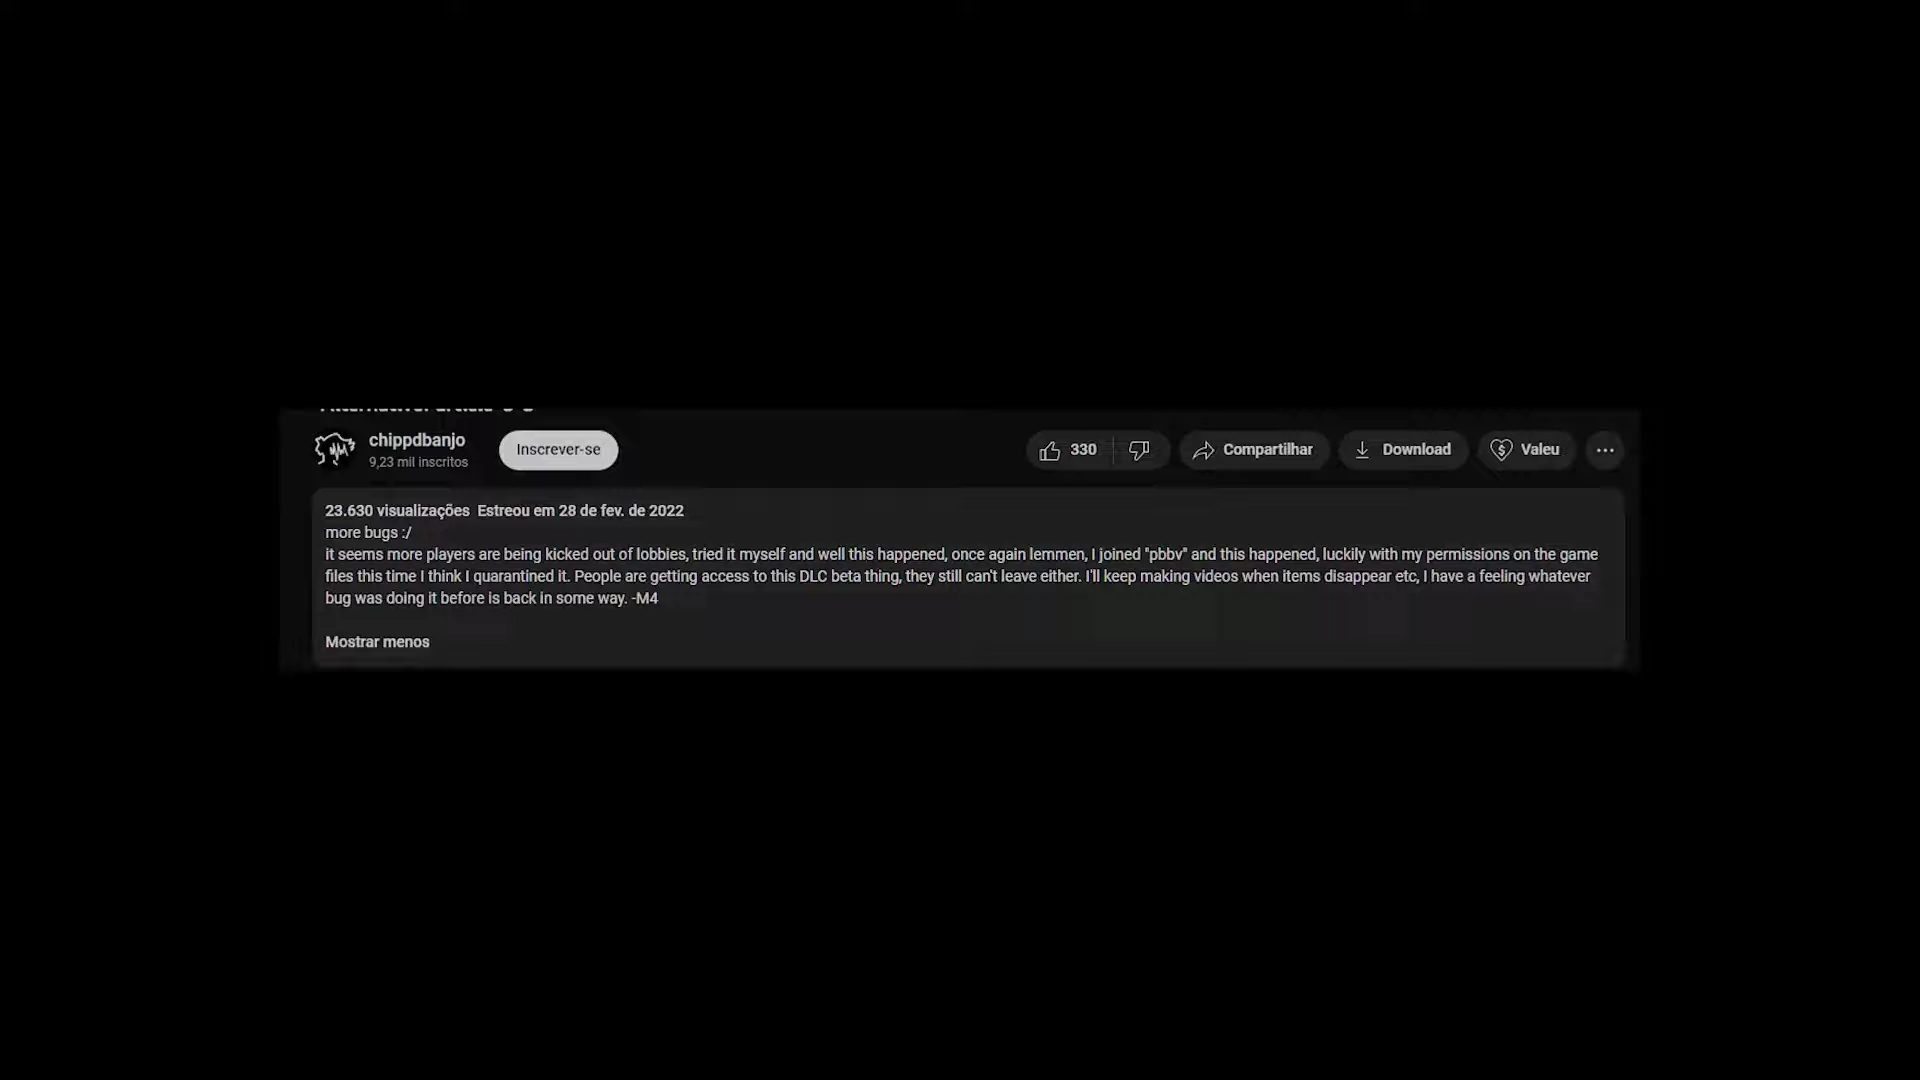 chippdbanjo
9,23 mil inscritos
Inscrever-se
330
Compartilhar
Download
Valeu
23.630 visualizações Estreou em 28 de fev. de 2022
more bugs :/
it seems more players are being kicked out of lobbies, tried it myself and well this happened, once again lemmen, I joined "pbbv" and this happened, luckily with my permissions on the game
files this time I think I quarantined it. People are getting access to this DLC beta thing, they still can't leave either. I'll keep making videos when items disappear etc, I have a feeling whatever
bug was doing it before is back in some way. -M4
Mostrar menos